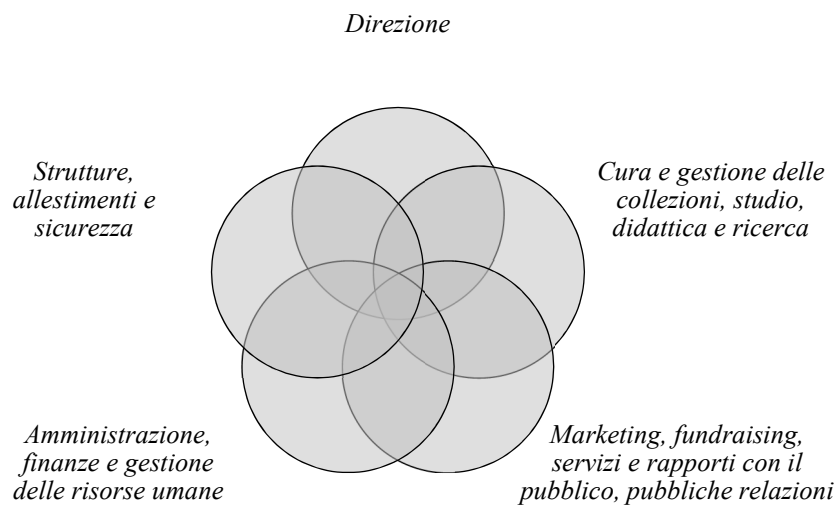 Direzione
Strutture,
allestimenti e
sicurezza
Cura e gestione delle
collezioni, studio,
didattica e ricerca
Amministrazione,
finanze e gestione
delle risorse umane
Marketing, fundraising,
servizi e rapporti con il
pubblico, pubbliche relazioni